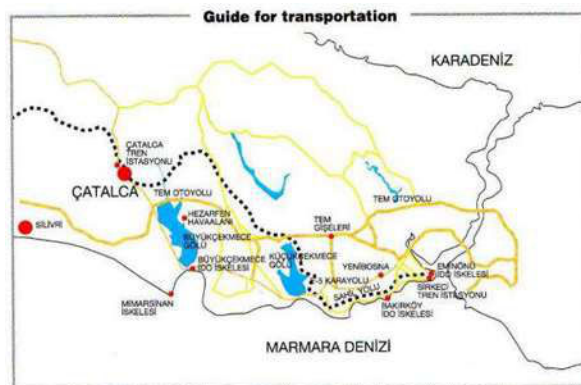 Guide for transportation
KARADENİZ
ÇATALCA
TREN
İSTASYONU
ÇATALCA
TEM OTOYOLU
TEM OTOYOLU
HEZARFEN
HAVAALANI
SİLİVRİ
TEM
GİŞELERİ
BÜYÜKÇEKMECE
GÖLÜ
KÜÇÜKÇEKMECE
GÖLÜ
BÜYÜKÇEKMECE
İDO İSKELESİ
YENİBOSNA
EMİNÖNÜ
İDO İSKELESİ
E-5 KARAYOLU
SİRKECİ
TREN İSTASYONU
SAHİL YOLU
MİMARSİNAN
İSKELESİ
BAKIRKÖY
İDO İSKELESİ
MARMARA DENİZİ